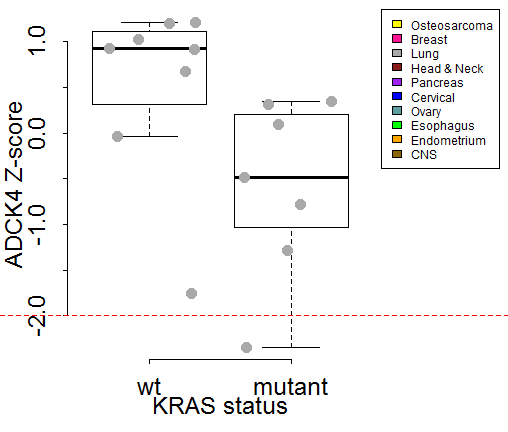 ADCK4 Z-score
1.0
0.0
-1.0
-2.0
wt mutant
KRAS status
Osteosarcoma
Breast
Lung
Head & Neck
Pancreas
Cervical
Ovary
Esophagus
Endometrium
CNS